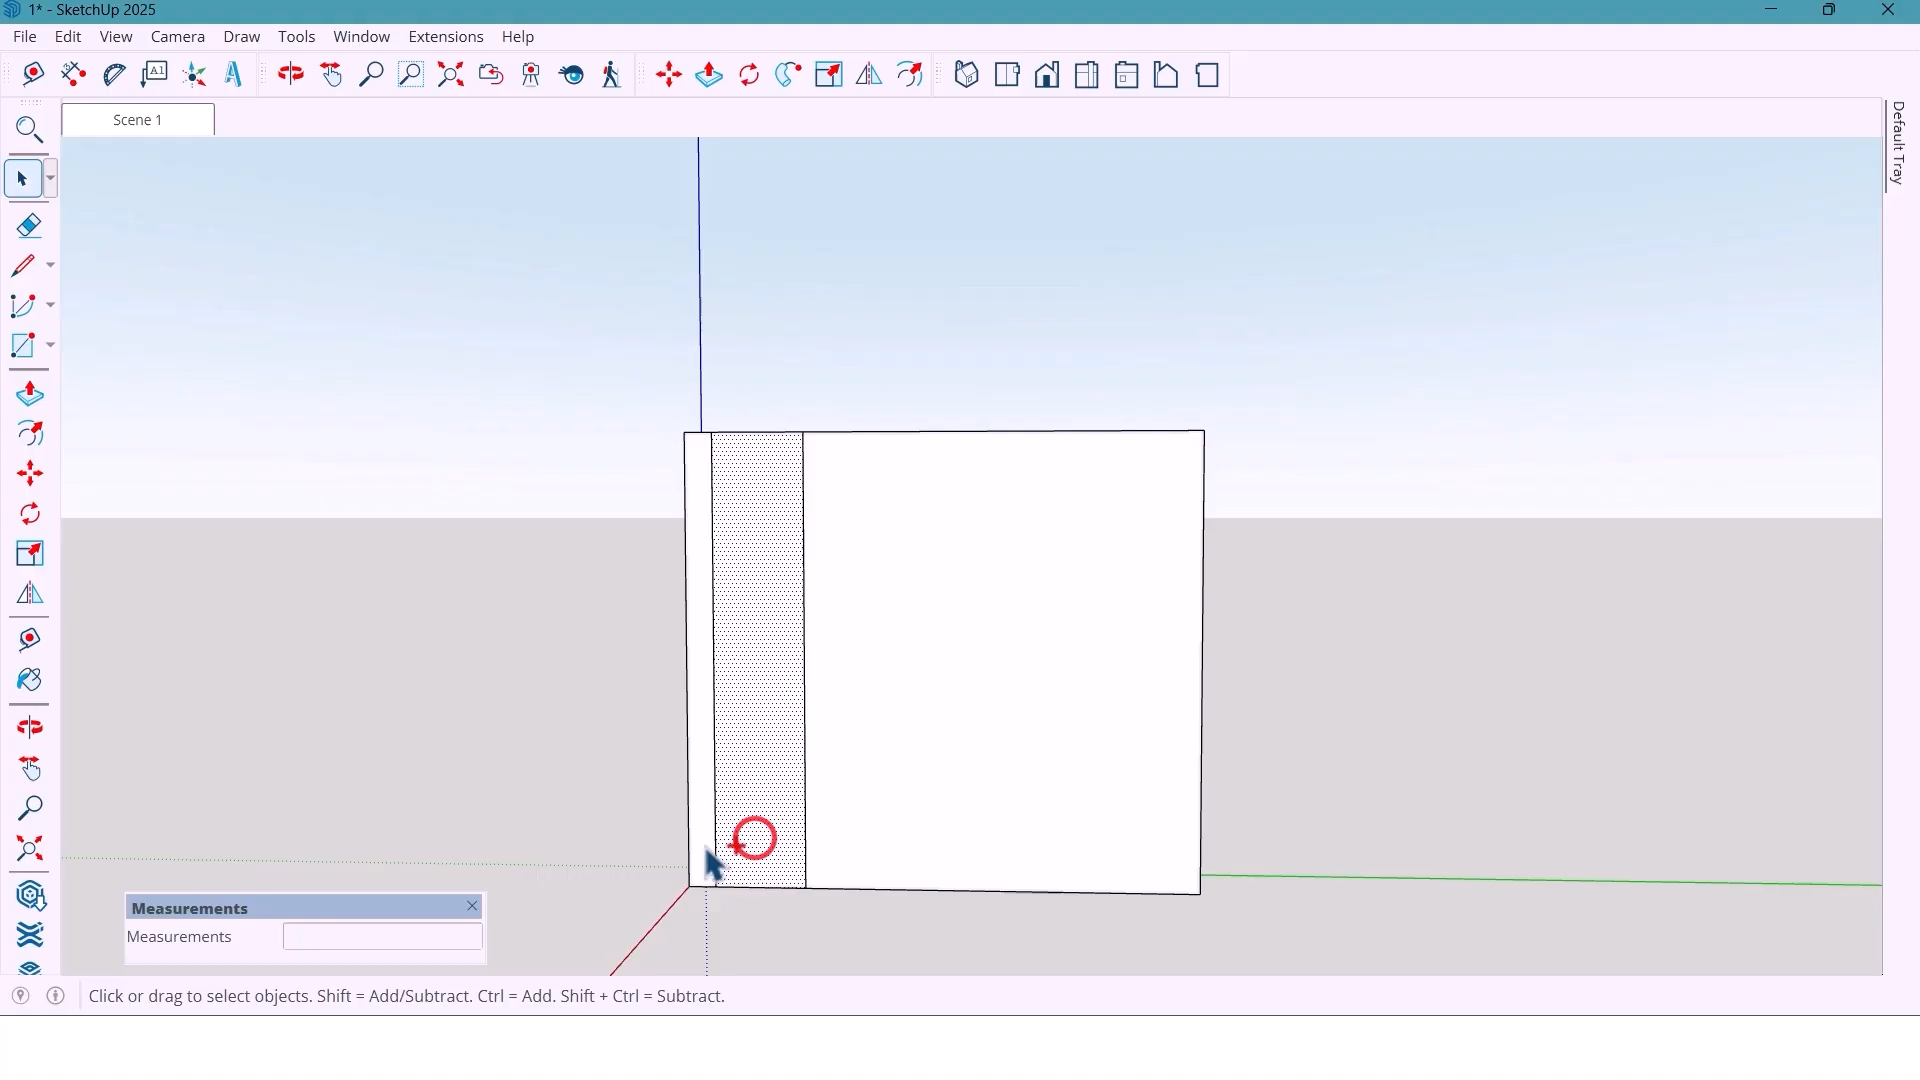 1* - SketchUp 2025
File Edit View Camera Draw Tools Window Extensions Help
A1
Scene 1
Default Tray
Measurements
Measurements
Click or drag to select objects. Shift = Add/Subtract. Ctrl = Add. Shift + Ctrl = Subtract.